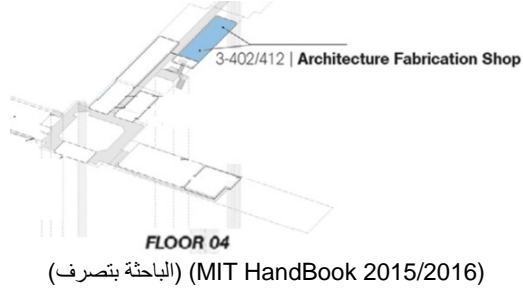 3-402/412 | Architecture Fabrication Shop
FLOOR 04
(MIT HandBook 2015/2016) (الباحثة بتصرف)